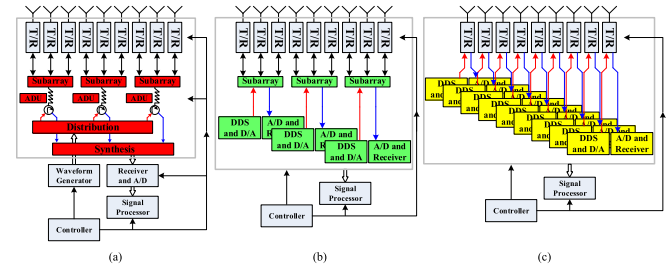 T/R T/R T/R T/R T/R T/R T/R T/R T/R
Subarray Subarray Subarray
ADU ADU ADU
Distribution
Synthesis
Waveform
Generator
Receiver
and A/D
Signal
Processor
Controller
(a)
T/R T/R T/R T/R T/R T/R T/R T/R T/R
Subarray Subarray Subarray
DDS
and D/A
A/D and
DDS
and D/A
A/D and
DDS
and D/A
A/D and
Receiver
Signal
Processor
Controller
(b)
T/R T/R T/R T/R T/R T/R T/R T/R T/R
DDS
and
DDS
and D/A
A/D and
Receiver
Signal
Processor
Controller
(c)